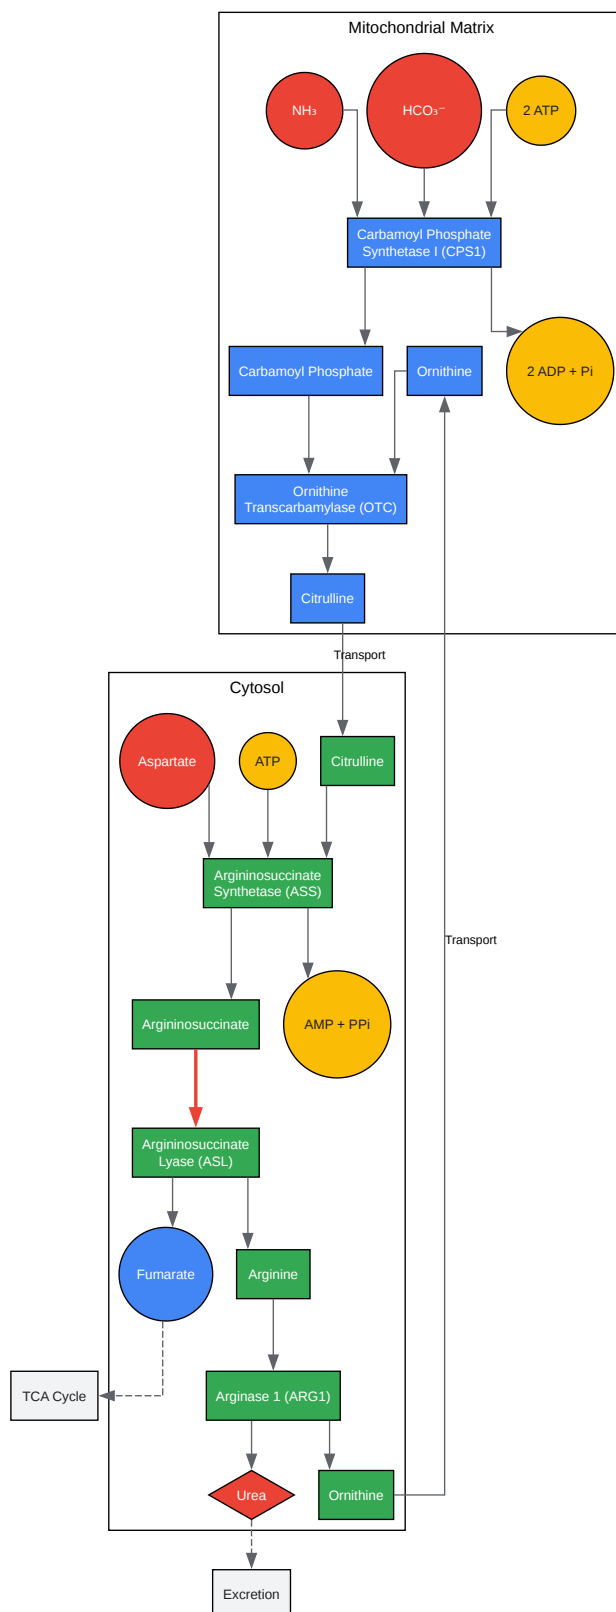 Mitochondrial Matrix
NH₃
HCO₃⁻
2 ATP
Carbamoyl Phosphate
Synthetase I (CPS1)
Carbamoyl Phosphate
Ornithine
2 ADP + Pi
Ornithine
Transcarbamylase (OTC)
Citrulline
Transport
Cytosol
Aspartate
ATP
Citrulline
Argininosuccinate
Synthetase (ASS)
Transport
Argininosuccinate
AMP + PPi
Argininosuccinate
Lyase (ASL)
Fumarate
Arginine
TCA Cycle
Arginase 1 (ARG1)
Urea
Ornithine
Excretion